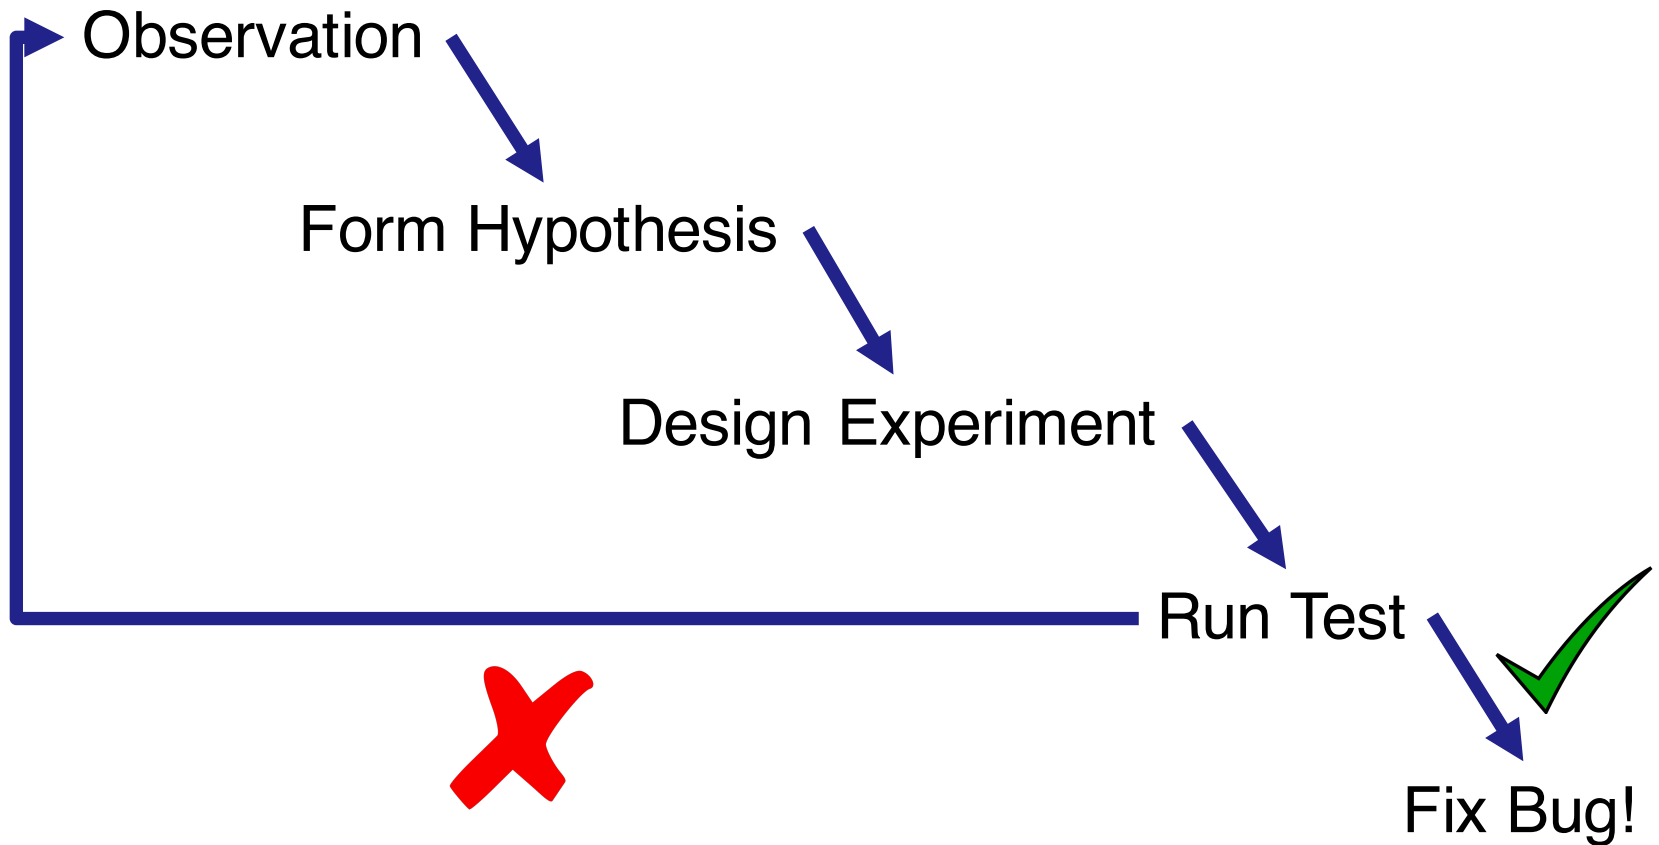 Observation
Form Hypothesis
Design Experiment
Run Test
Fix Bug!